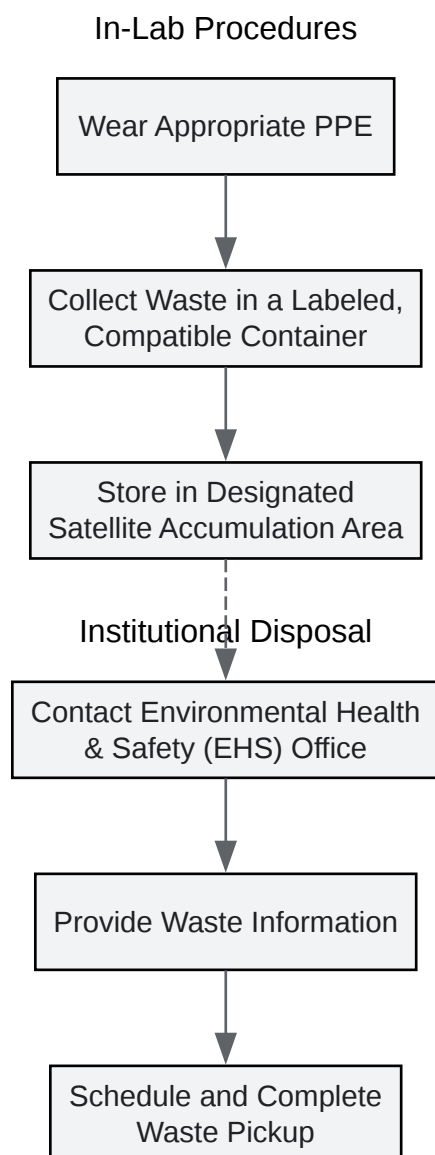 In-Lab Procedures
Wear Appropriate PPE
Collect Waste in a Labeled,
Compatible Container
Store in Designated
Satellite Accumulation Area
Institutional Disposal
Contact Environmental Health
& Safety (EHS) Office
Provide Waste Information
Schedule and Complete
Waste Pickup